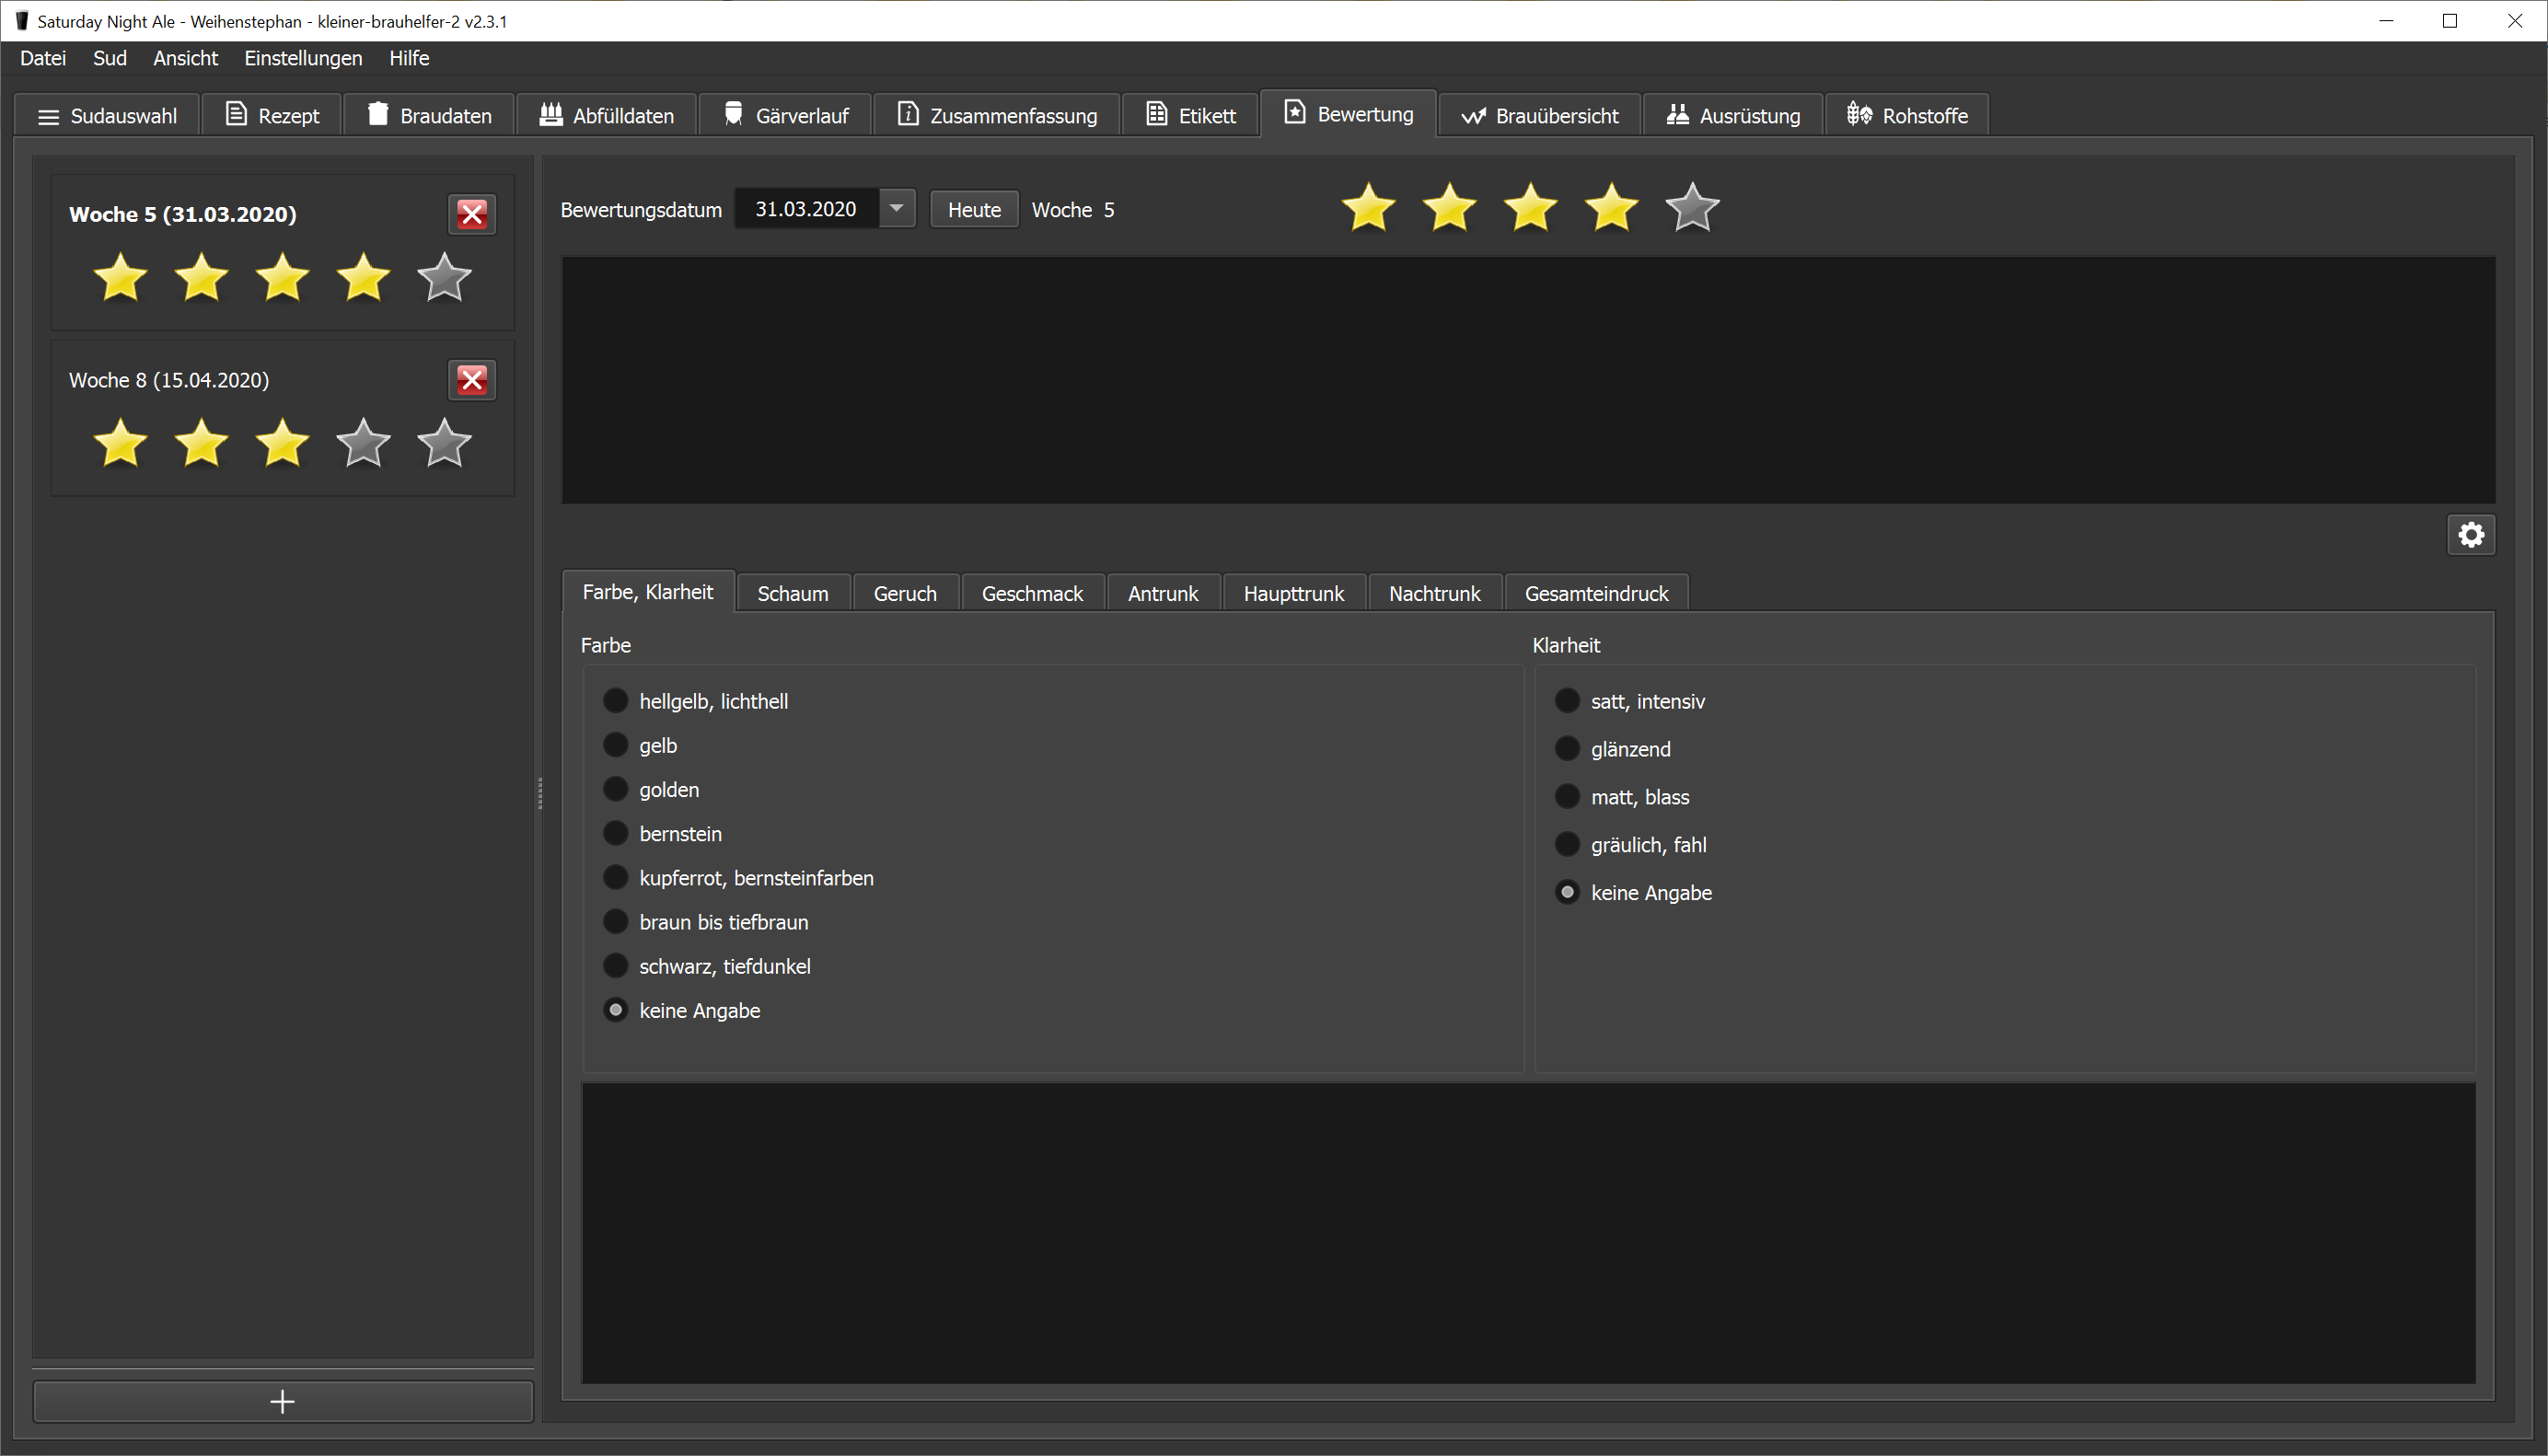 Saturday Night Ale - Weihenstephan - kleiner-brauhelfer-2 v2.3.1
Datei Sud Ansicht Einstellungen Hilfe
Sudauswahl Rezept Braudaten Abfülldaten Gärverlauf Zusammenfassung Etikett Bewertung Brauübersicht Ausrüstung Rohstoffe
Woche 5 (31.03.2020)
Woche 8 (15.04.2020)
Bewertungsdatum 31.03.2020 Heute Woche 5
Farbe, Klarheit Schaum Geruch Geschmack Antrunk Haupttrunk Nachtrunk Gesamteindruck
Farbe
hellgelb, lichthell
gelb
golden
bernstein
kupferrot, bernsteinfarben
braun bis tiefbraun
schwarz, tiefdunkel
keine Angabe
Klarheit
satt, intensiv
glänzend
matt, blass
gräulich, fahl
keine Angabe